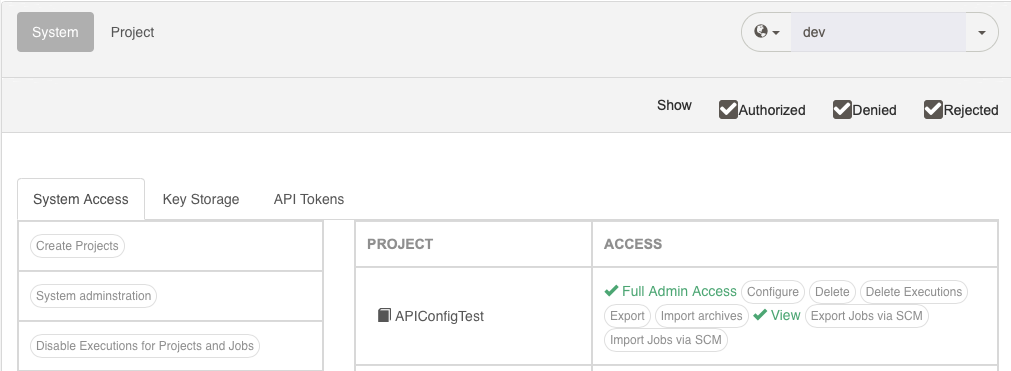 System Project dev
Show Authorized Denied Rejected
System Access Key Storage API Tokens
Create Projects
System adminstration
Disable Executions for Projects and Jobs
PROJECT ACCESS
APIConfigTest
Full Admin Access Configure Delete Delete Executions
Export Import archives View Export Jobs via SCM
Import Jobs via SCM